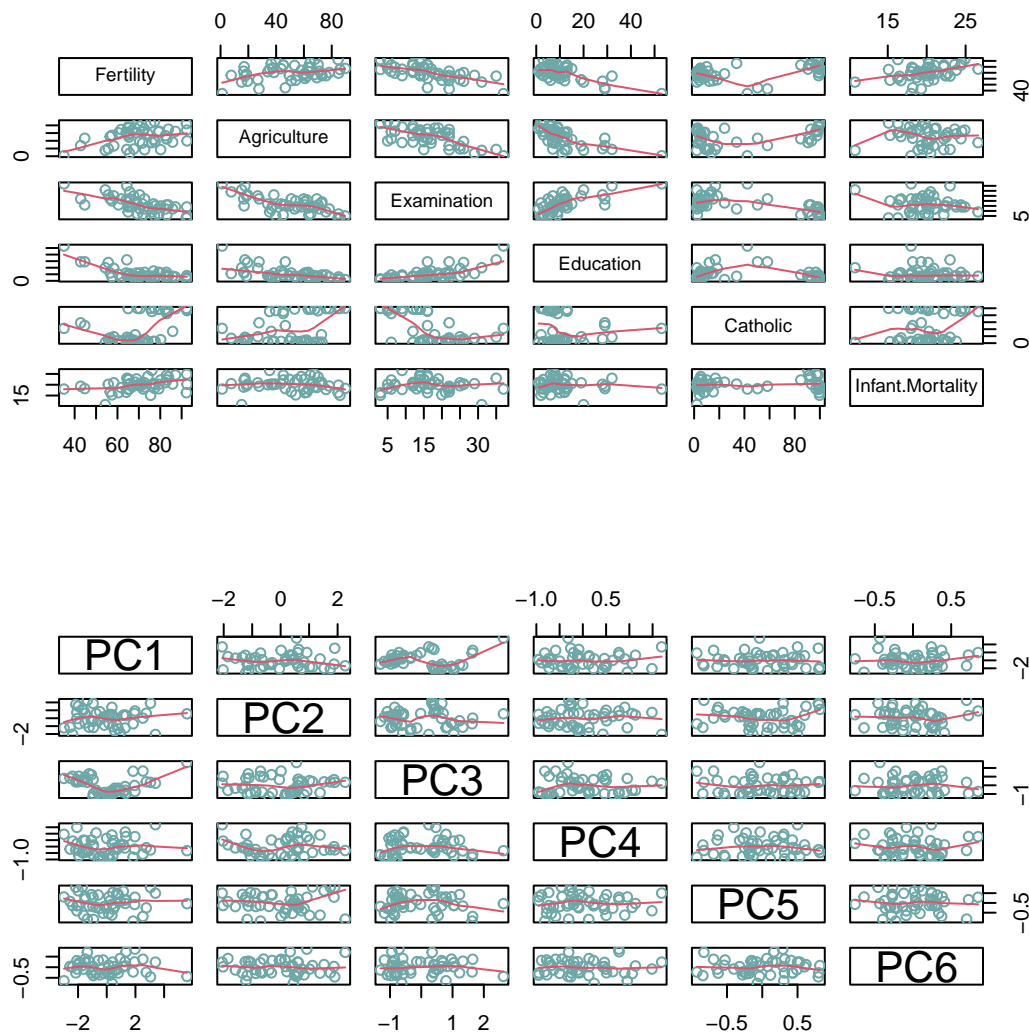 0 40 80 0 20 40 15 25
Fertility
40
Agriculture
0
Examination
5
Education
0
Catholic
0
Infant.Mortality
15
40 60 80 5 15 30 0 40 80
−2 0 2 −1.0 0.5 −0.5 0.5
PC1
−2
PC2
−2
PC3
−1
PC4
−1.0
PC5
−0.5
PC6
−0.5
−2 0 2 −1 1 2 −0.5 0.5